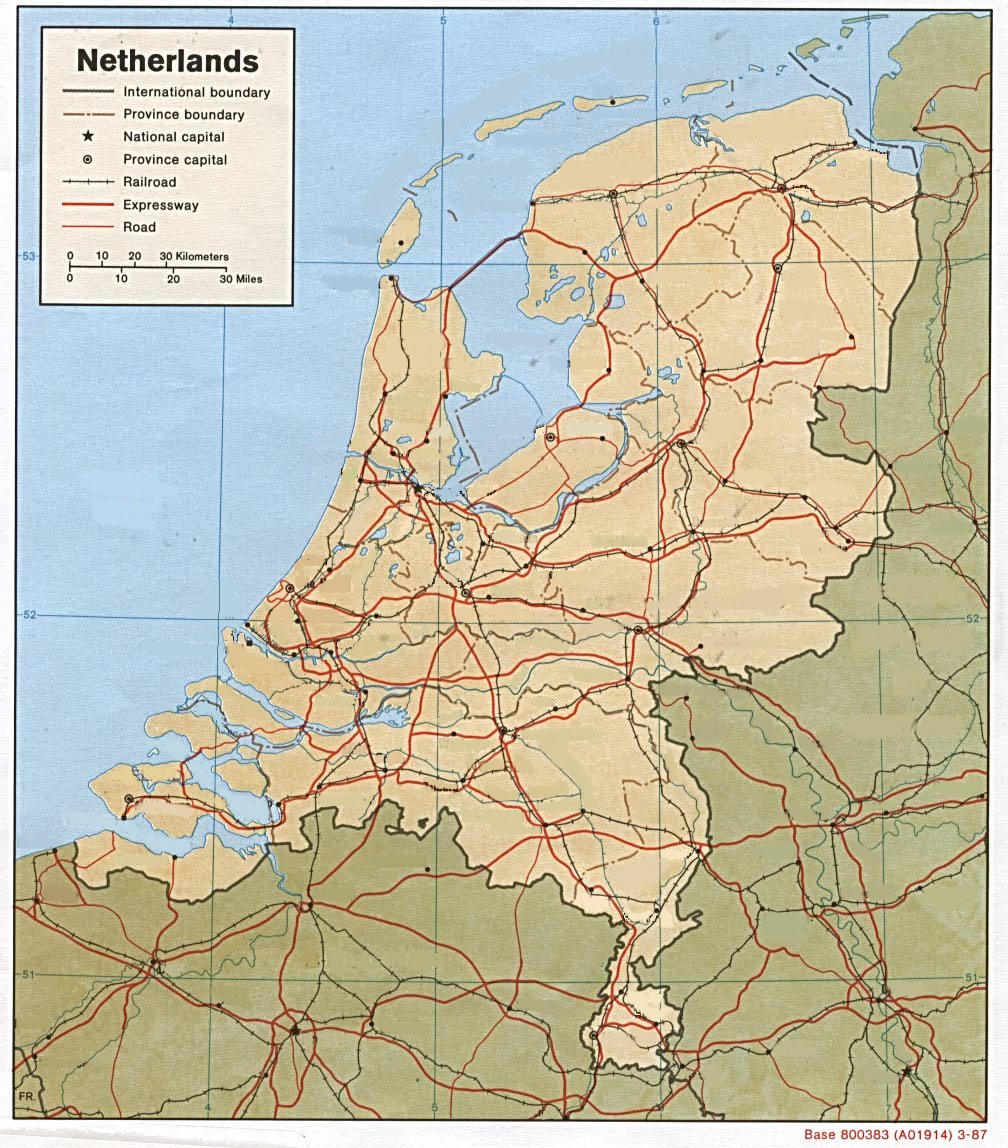 4 5 6 7
Netherlands
International boundary
Province boundary
National capital
Province capital
Railroad
Expressway
Road
0 10 20 30 Kilometers
0 10 20 30 Miles
53
52 52
51 51
FR.
4 5 7
Base 800383 (A01914) 3-87